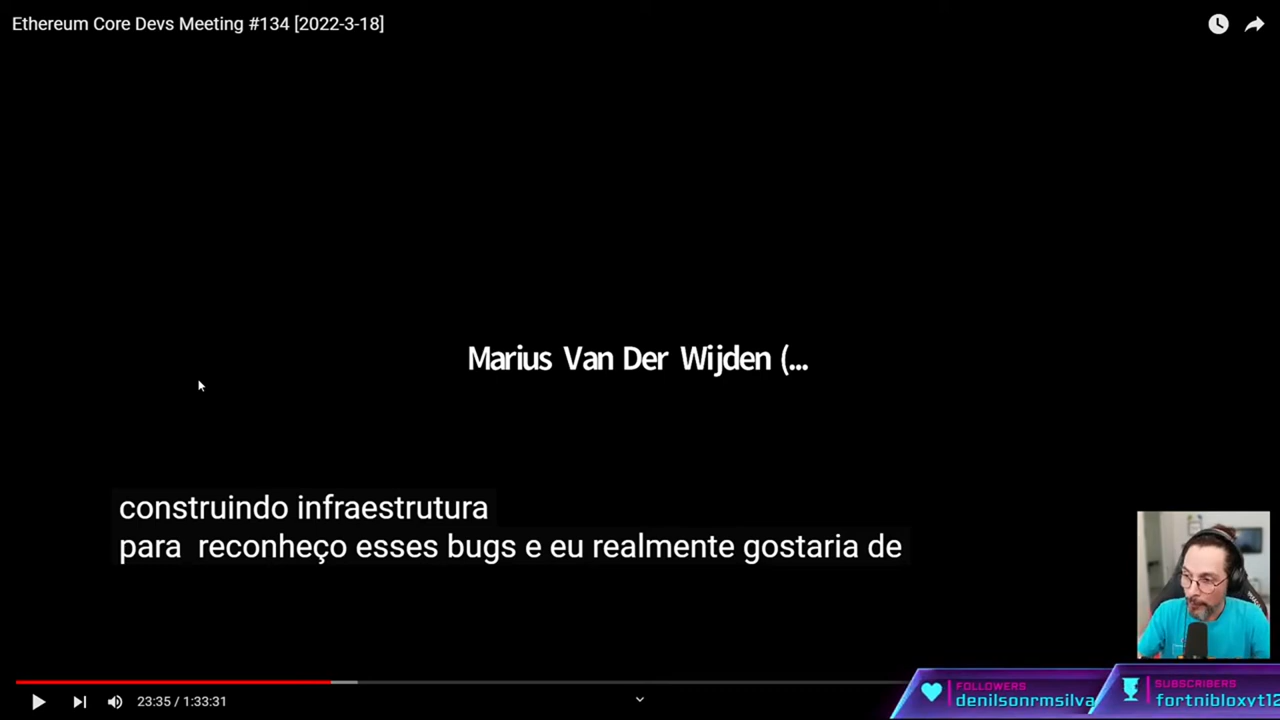 Ethereum Core Devs Meeting #134 [2022-3-18]
Marius Van Der Wijden (...
construindo infraestrutura
para reconheço esses bugs e eu realmente gostaria de
23:35 / 1:33:31
FOLLOWERS
denilsonrmsilva
SUBSCRIBERS
fortnibloxyt12